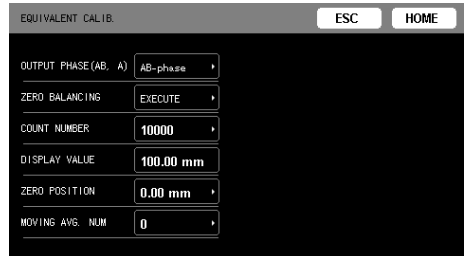 EQUIVALENT CALIB. ESC HOME
OUTPUT PHASE(AB, A) AB-phase
ZERO BALANCING EXECUTE
COUNT NUMBER 10000
DISPLAY VALUE 100.00 mm
ZERO POSITION 0.00 mm
MOVING AVG. NUM 0